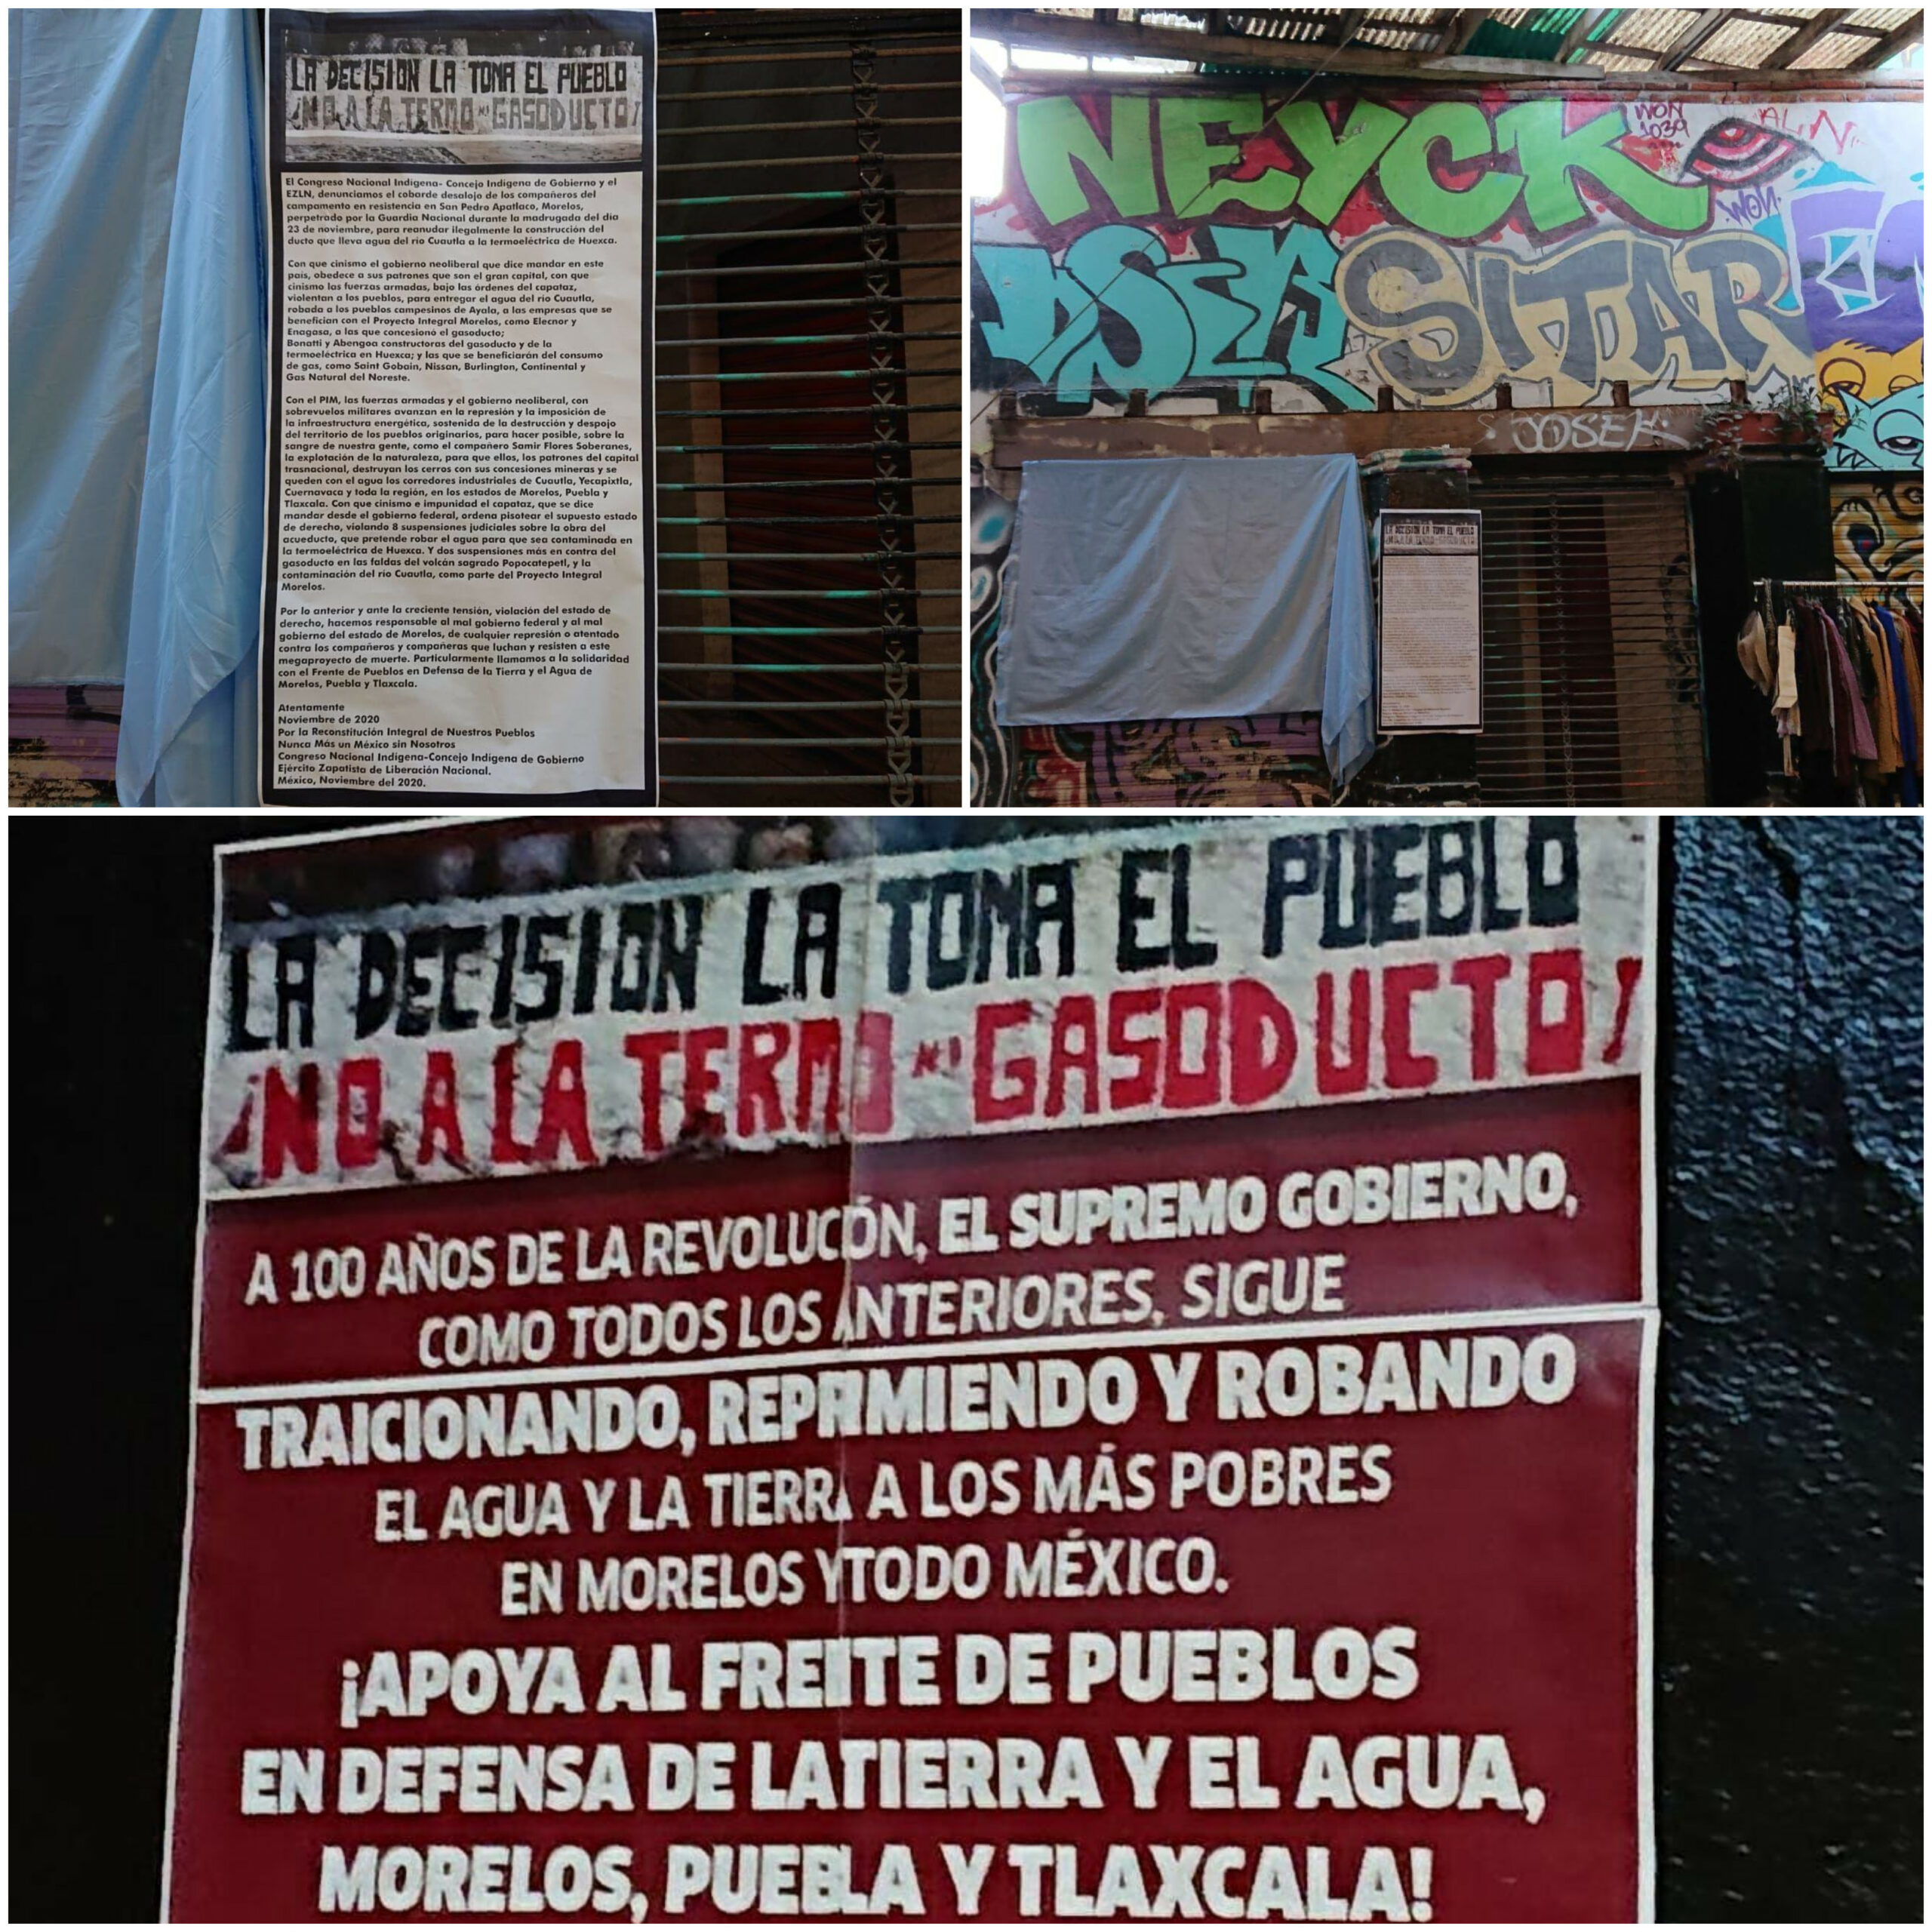 LA DECISION LA TOMA EL PUEBLO
¡NO A LA TERMO NI GASODUCTO!
El Congreso Nacional Indígena- Concejo Indígena de Gobierno y el
EZLN, denunciamos el cobarde desalojo de los compañeros del
campamento en resistencia en San Pedro Apatlaco, Morelos,
perpetrado por la Guardia Nacional durante la madrugada del día
23 de noviembre, para reanudar ilegalmente la construcción del
ducto que lleva agua del río Cuautla a la termoeléctrica de Huexca.
Con que cinismo el gobierno neoliberal que dice mandar en este
país, obedece a sus patrones que son el gran capital, con que
cinismo las fuerzas armadas, bajo las órdenes del capataz,
violentan a los pueblos, para entregar el agua del río Cuautla,
robada a los pueblos campesinos de Ayala, a las empresas que se
benefician con el Proyecto Integral Morelos, como Elecnor y
Enagasa, a las que concesionó el gasoducto;
Bonatti y Abengoa constructoras del gasoducto y de la
termoeléctrica en Huexca; y las que se beneficiarán del consumo
de gas, como Saint Gobain, Nissan, Burlington, Continental y
Gas Natural del Noreste.
Con el PIM, las fuerzas armadas y el gobierno neoliberal, con
sobrevuelos militares avanzan en la represión y la imposición de
la infraestructura energética, sostenida de la destrucción y despojo
del territorio de los pueblos originarios, para hacer posible, sobre la
sangre de nuestra gente, como el compañero Samir Flores Soberanes,
la explotación de la naturaleza, para que ellos, los patrones del capital
trasnacional, destruyan los cerros con sus concesiones mineras y se
queden con el agua los corredores industriales de Cuautla, Yecapixtla,
Cuernavaca y toda la región, en los estados de Morelos, Puebla y
Tlaxcala. Con que cinismo e impunidad el capataz, que se dice
mandar desde el gobierno federal, ordena pisotear el supuesto estado
de derecho, violando 8 suspensiones judiciales sobre la obra del
acueducto, que pretende robar el agua para que sea contaminada en
la termoeléctrica de Huexca. Y dos suspensiones más en contra del
gasoducto en las faldas del volcán sagrado Popocatepetl, y la
contaminación del río Cuautla, como parte del Proyecto Integral
Morelos.
Por lo anterior y ante la creciente tensión, violación del estado de
derecho, hacemos responsable al mal gobierno federal y al mal
gobierno del estado de Morelos, de cualquier represión o atentado
contra los compañeros y compañeras que luchan y resisten a este
megaproyecto de muerte. Particularmente llamamos a la solidaridad
con el Frente de Pueblos en Defensa de la Tierra y el Agua de
Morelos, Puebla y Tlaxcala.
Atentamente
Noviembre de 2020
Por la Reconstitución Integral de Nuestros Pueblos
Nunca Más un México sin Nosotros
Congreso Nacional Indígena-Concejo Indígena de Gobierno
Ejército Zapatista de Liberación Nacional.
México, Noviembre del 2020.
NEYCK
WON
1039
ALN
WON
DSER SITAR
JOSEK
LA DECISION LA TOMA EL PUEBLO
NO A LA TERMO NI GASODUCTO
LA DECISION LA TOMA EL PUEBLO
¡NO A LA TERMO NI GASODUCTO!
A 100 AÑOS DE LA REVOLUCÓN, EL SUPREMO GOBIERNO,
COMO TODOS LOS ANTERIORES, SIGUE
TRAICIONANDO, REPRMIENDO Y ROBANDO
EL AGUA Y LA TIERRA A LOS MÁS POBRES
EN MORELOS Y TODO MÉXICO.
¡APOYA AL FREITE DE PUEBLOS
EN DEFENSA DE LA TIERRA Y EL AGUA,
MORELOS, PUEBLA Y TLAXCALA!